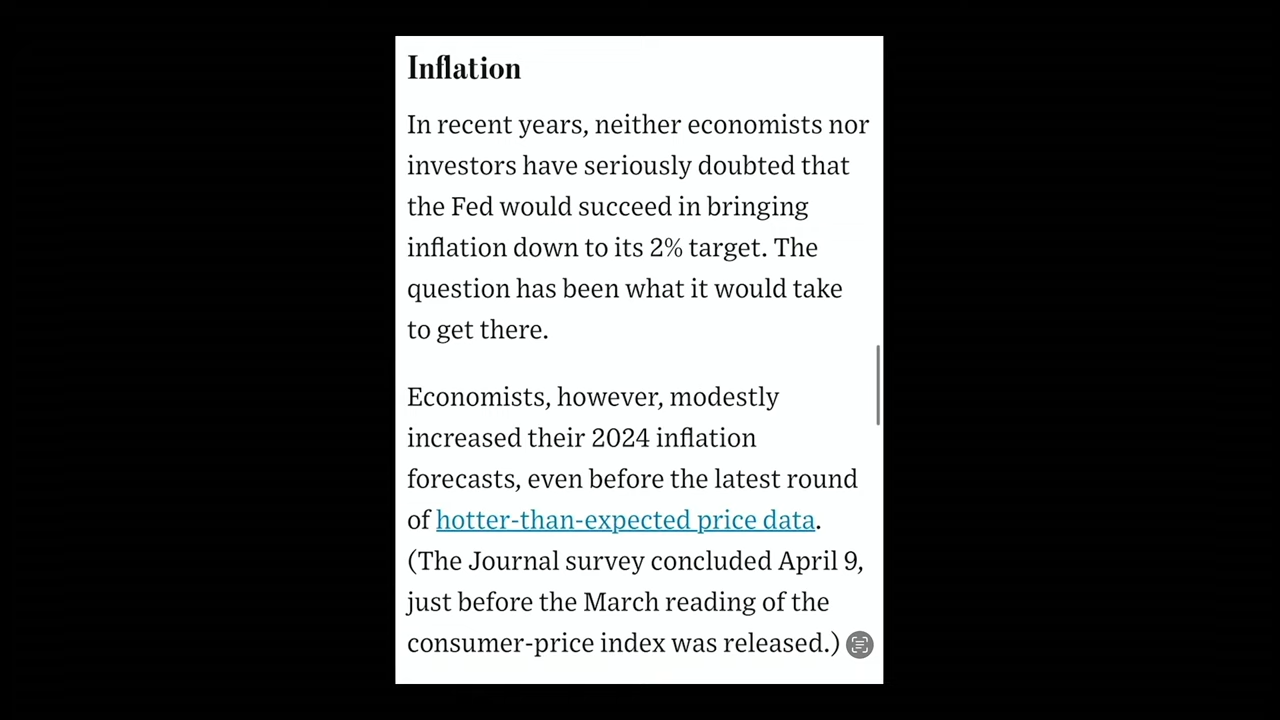 Inflation
In recent years, neither economists nor
investors have seriously doubted that
the Fed would succeed in bringing
inflation down to its 2% target. The
question has been what it would take
to get there.
Economists, however, modestly
increased their 2024 inflation
forecasts, even before the latest round
of hotter-than-expected price data.
(The Journal survey concluded April 9,
just before the March reading of the
consumer-price index was released.)